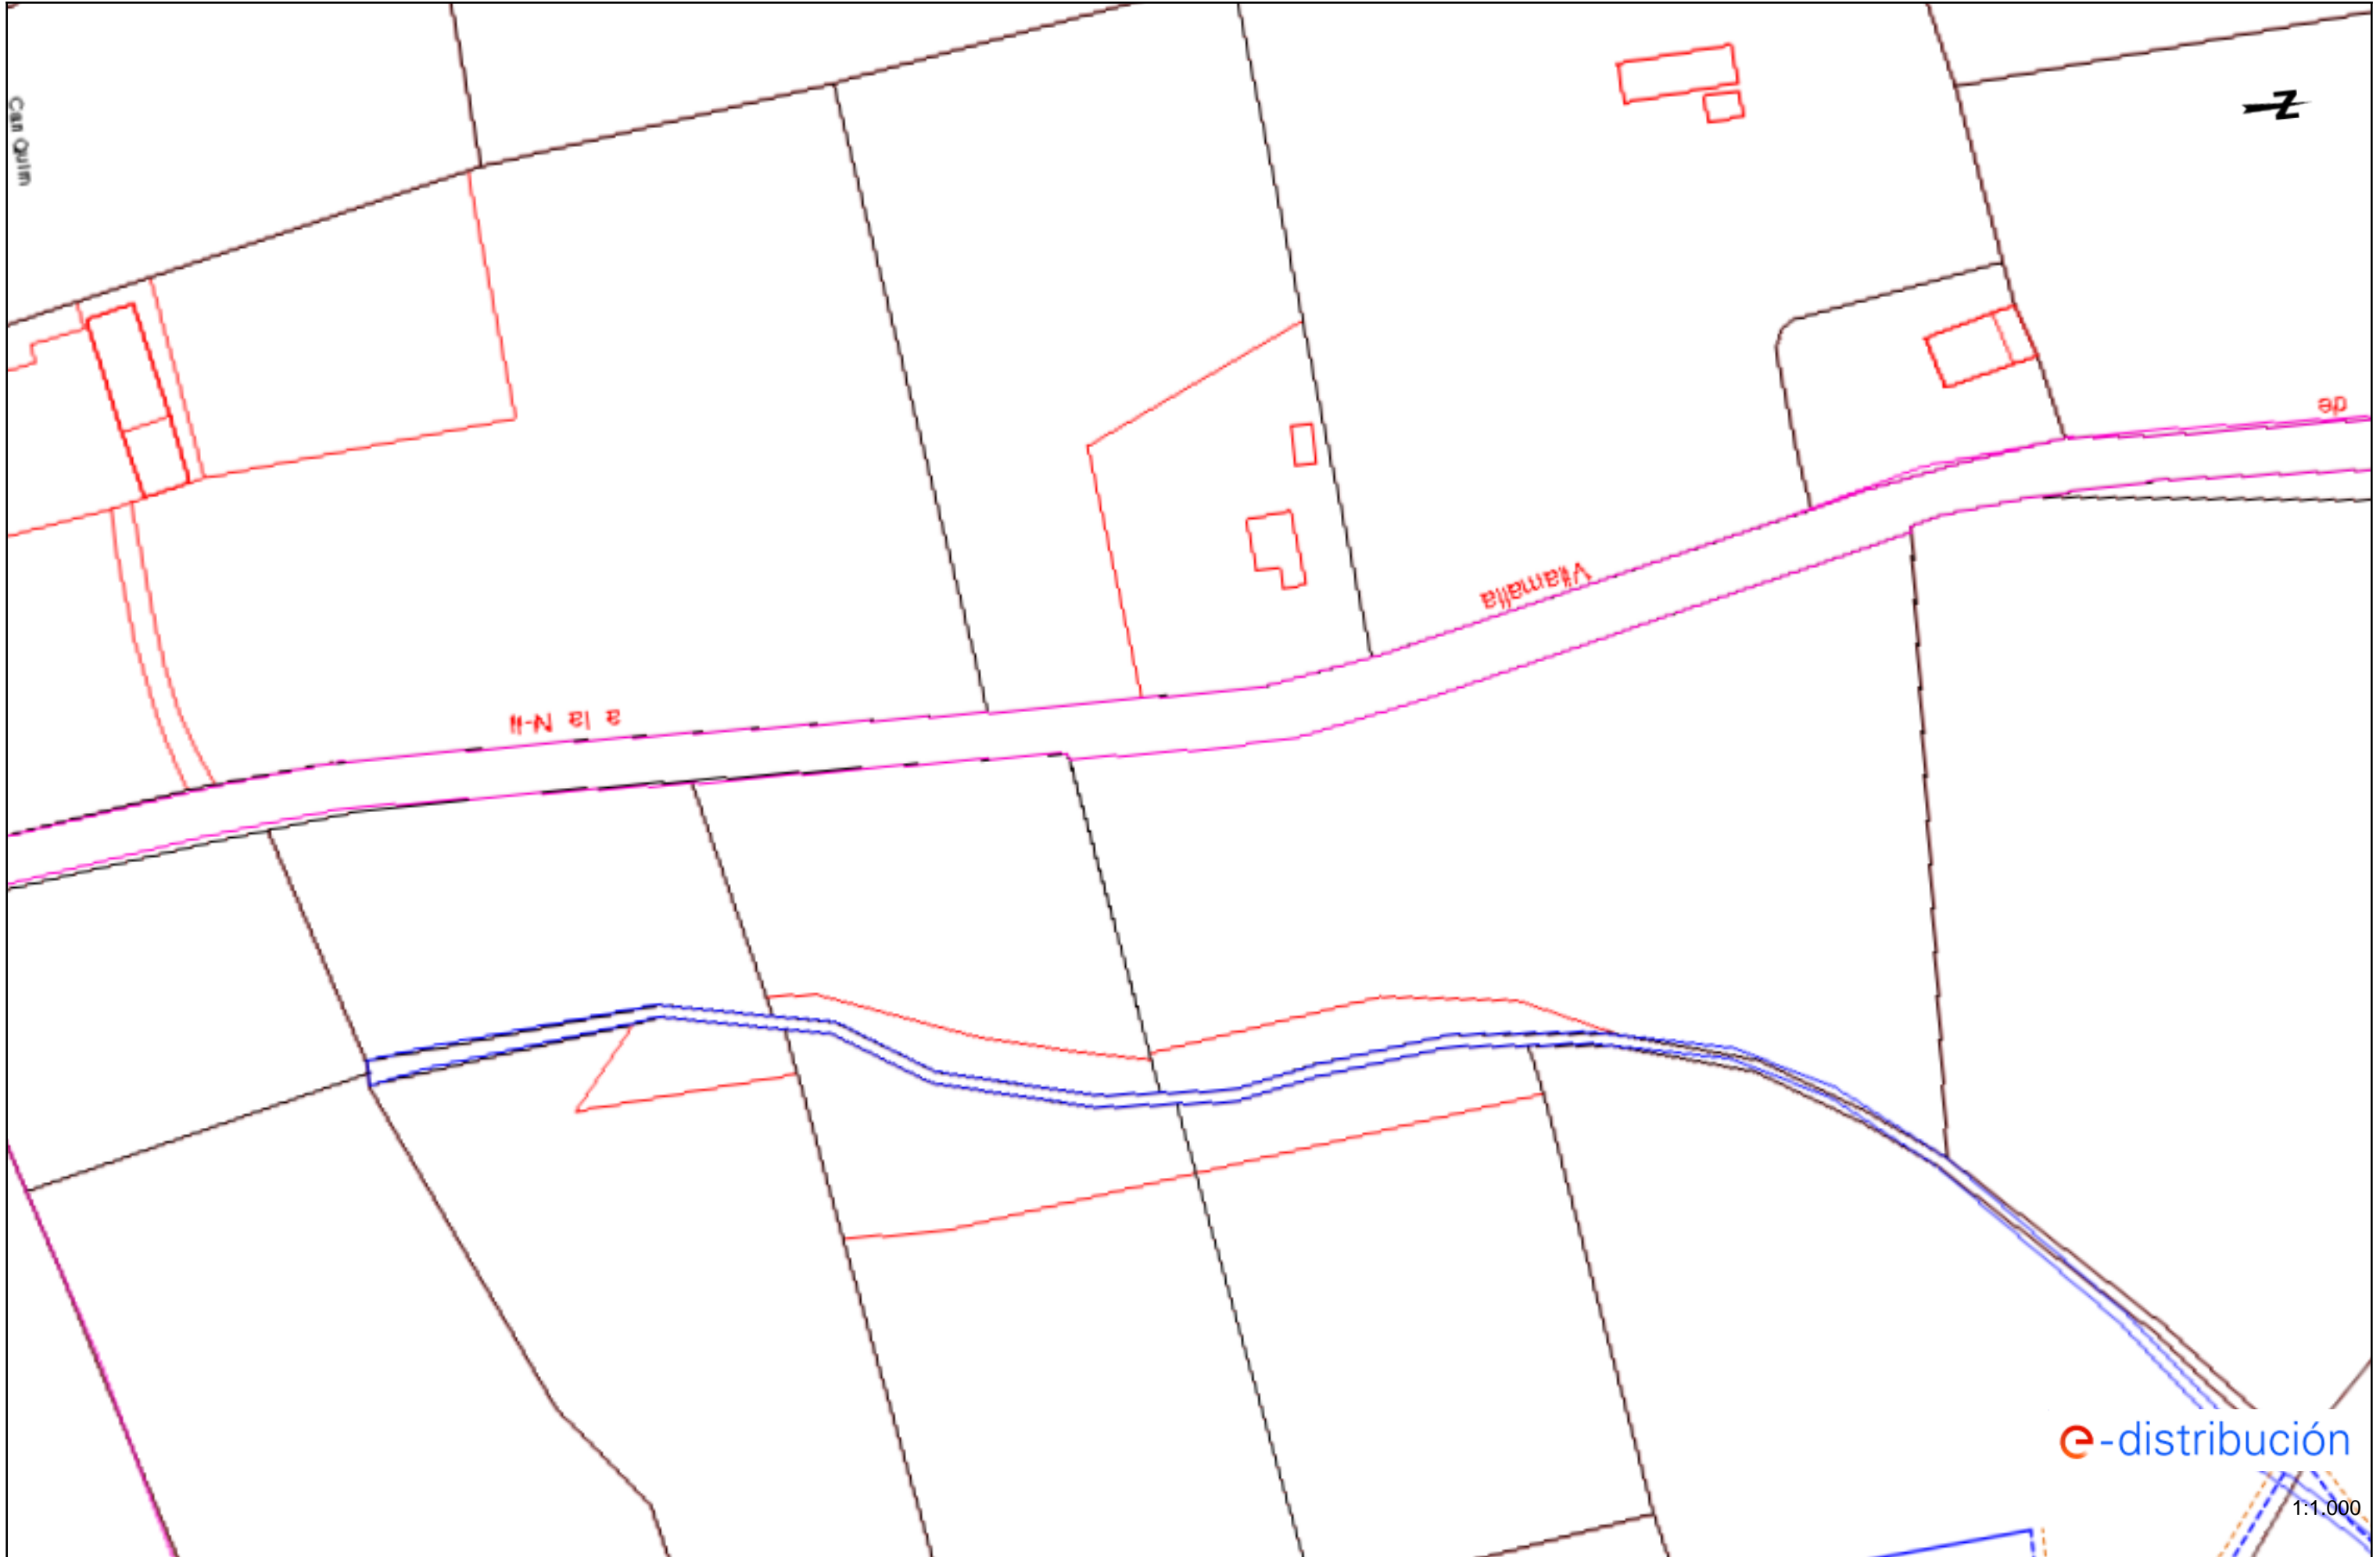 Can Quim
N
de
Vilamalla
a la N-II
e-distribución
1:1.000